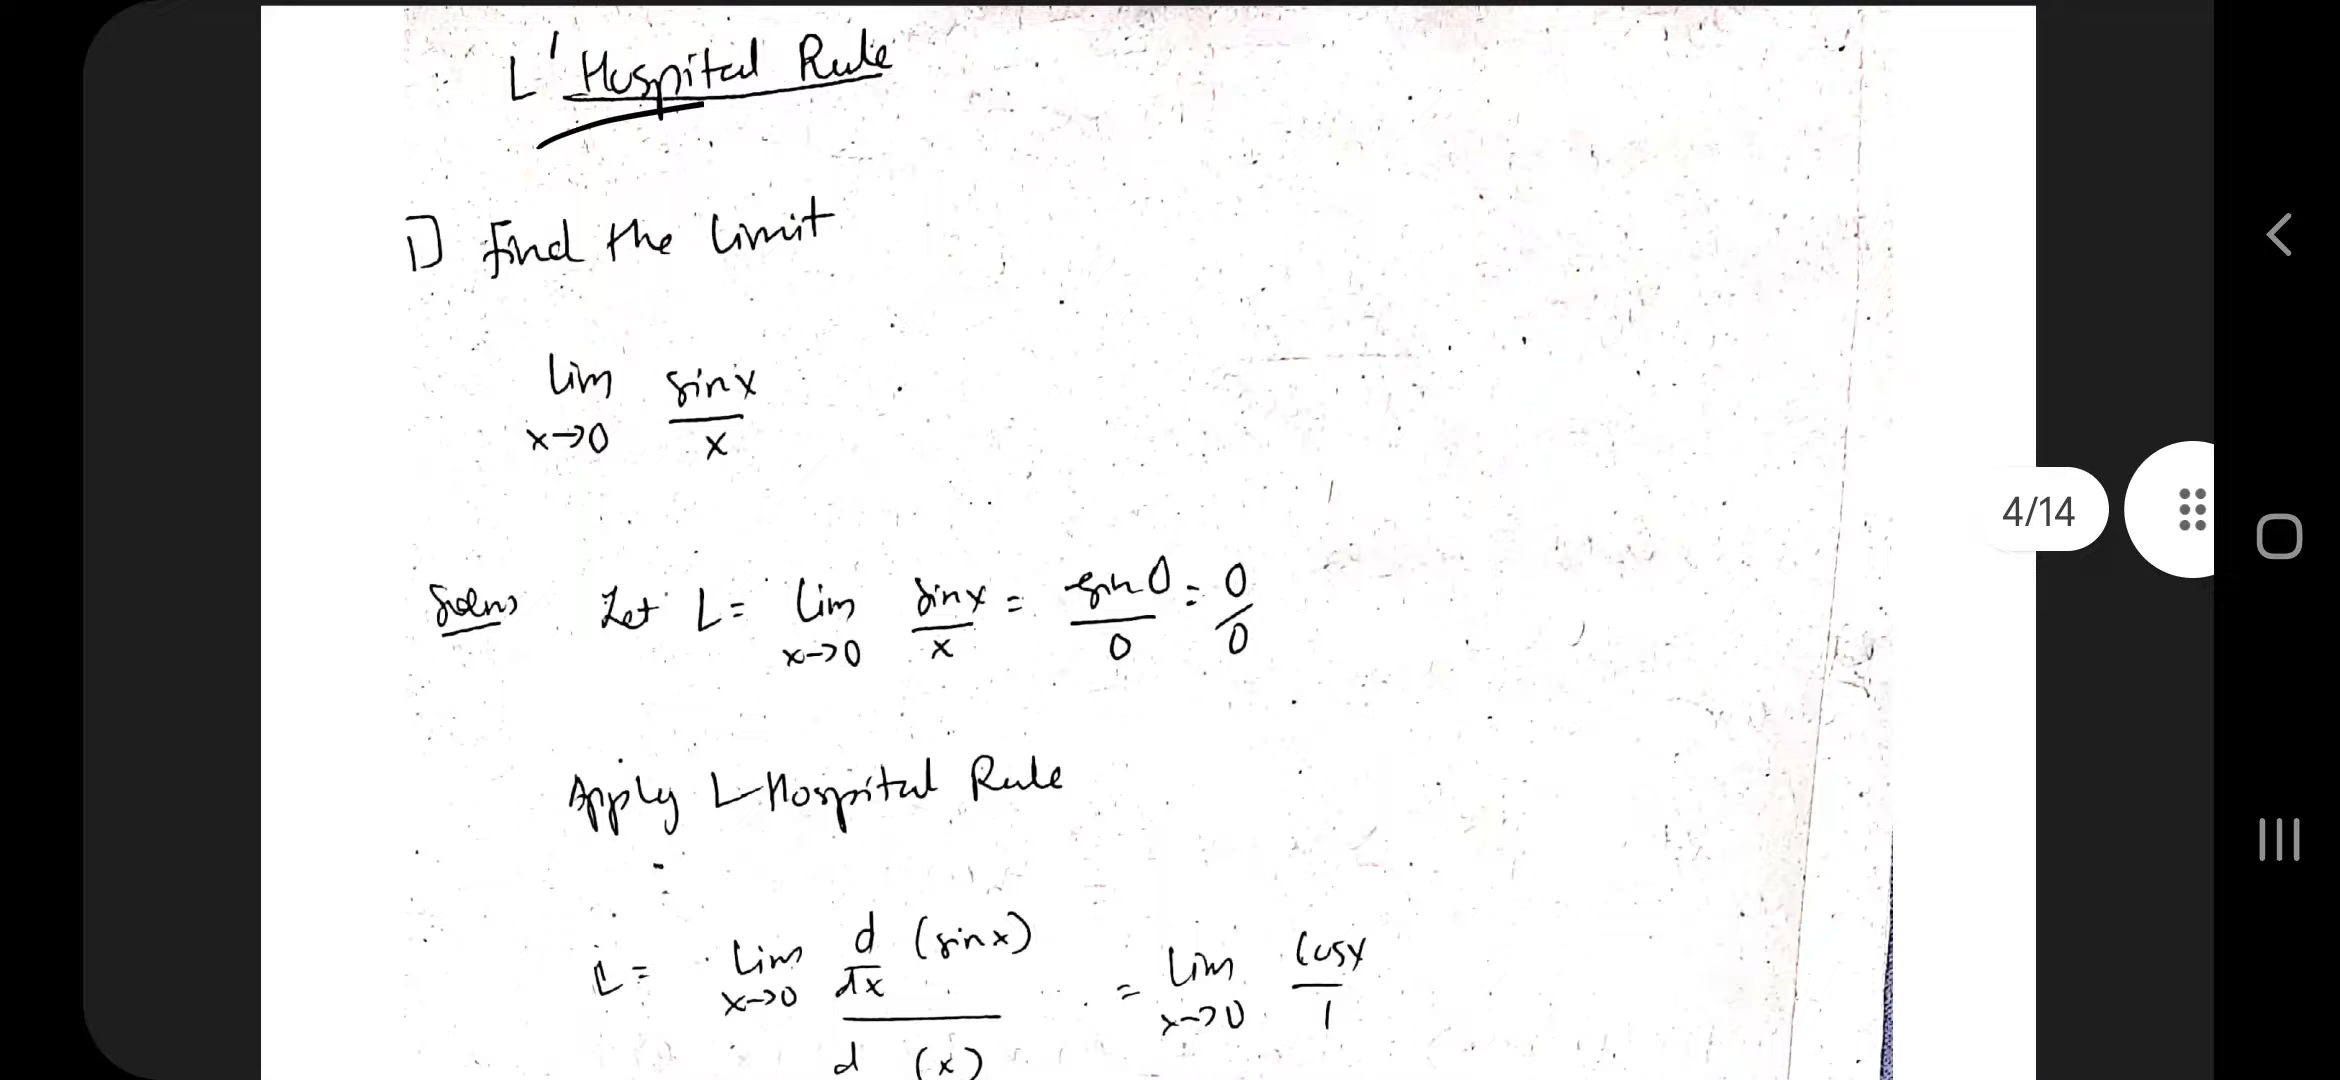 L'Hospital Rule
1) Find the limit
lim sinx
x→0 x
Soln, Let L = lim sinx = sin0 = 0
x→0 x 0 0
4/14
Apply L-Hospital Rule
L = lim d (sinx) = lim cosx
x→0 dx x→0 1
d (x)